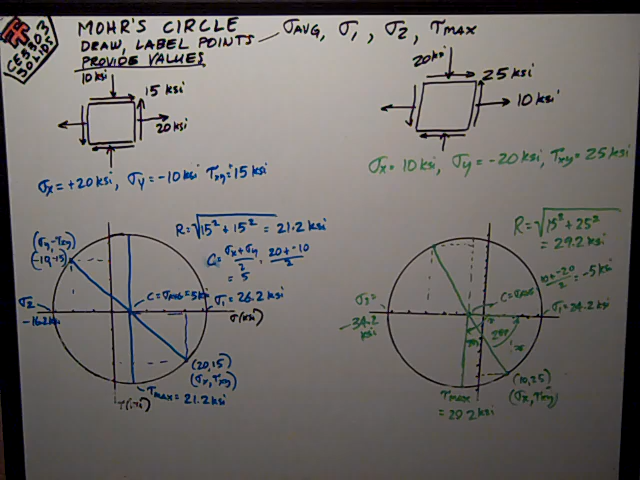 CE3303
SOLIDS
MOHR'S CIRCLE
DRAW, LABEL POINTS — σAVG, σ1, σ2, τMAX
PROVIDE VALUES
10 ksi
15 ksi
20 ksi
σx = +20 ksi, σy = -10 ksi τxy = 15 ksi
R = √15² + 15² = 21.2 ksi
C = σx + σy / 2 = 20 + -10 / 2
= 5
(σy, -τxy)
(-10, -15)
C = σAVG = 5 ksi
σ1 = 26.2 ksi
σ (ksi)
σ2
-16.2 ksi
(20, 15)
(σx, τxy)
τMAX = 21.2 ksi
20 ksi
25 ksi
10 ksi
σx = 10 ksi, σy = -20 ksi, τxy = 25 ksi
R = √15² + 25²
= 29.2 ksi
10 + -20 / 2 = -5 ksi
C = σAVG
σ2 =
-34.2
ksi
σ1 = 24.2 ksi
(10, 25)
(σx, τxy)
τMAX
= 29.2 ksi